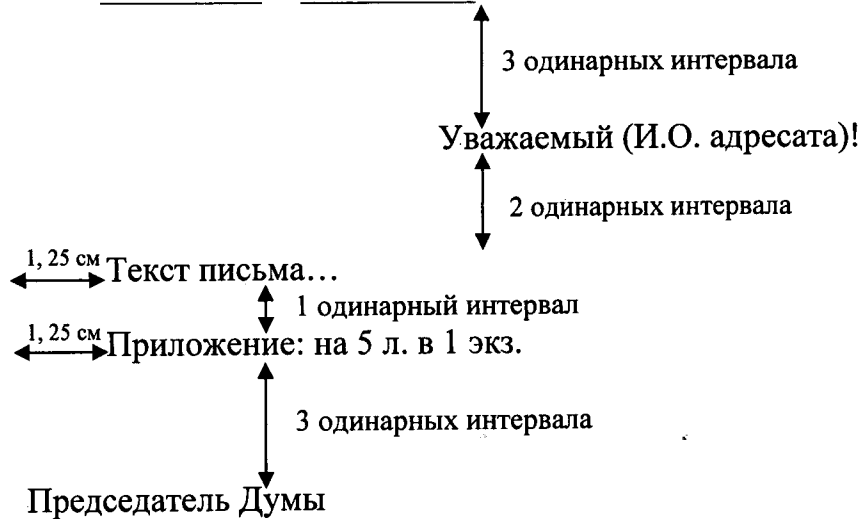 3 одинарных интервала
Уважаемый (И.О. адресата)!
2 одинарных интервала
1, 25 см Текст письма...
1 одинарный интервал
1, 25 см Приложение: на 5 л. в 1 экз.
3 одинарных интервала
Председатель Думы